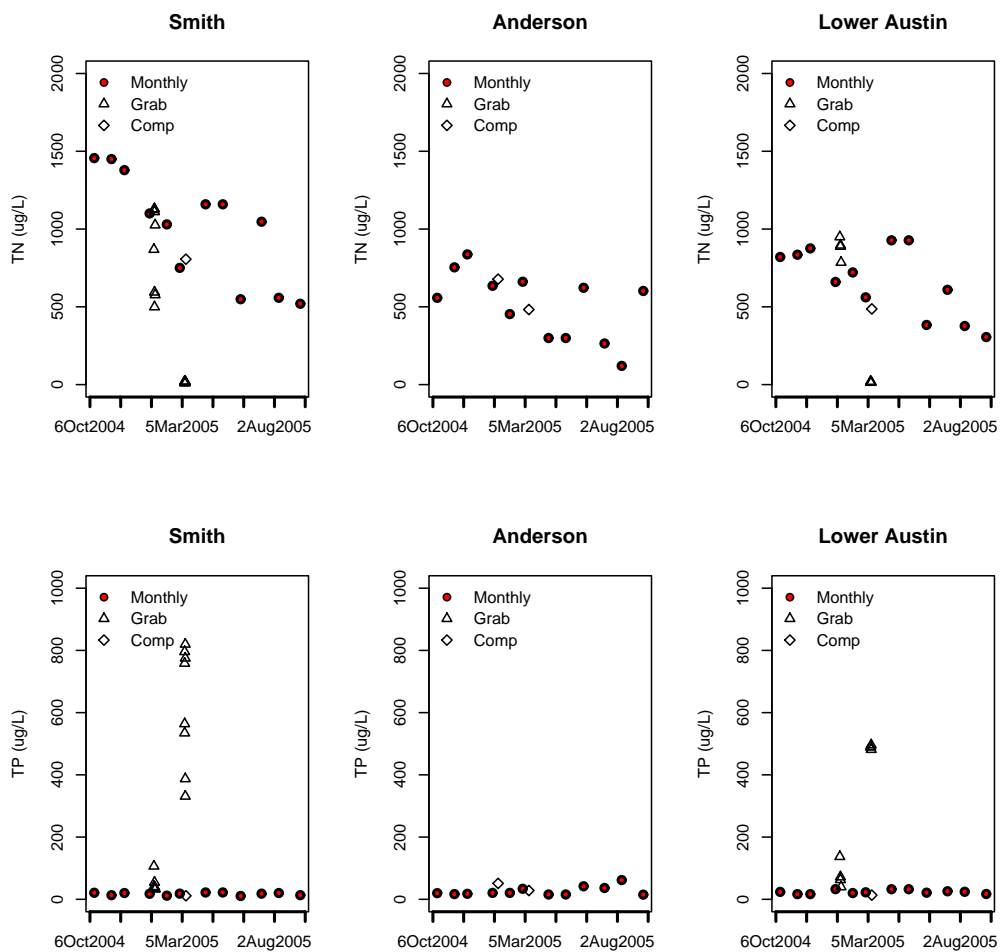 Smith
Anderson
Lower Austin
TN (ug/L)
2000
1500
1000
500
0
Monthly
Grab
Comp
6Oct2004 5Mar2005 2Aug2005
TN (ug/L)
2000
1500
1000
500
0
Monthly
Grab
Comp
6Oct2004 5Mar2005 2Aug2005
TN (ug/L)
2000
1500
1000
500
0
Monthly
Grab
Comp
6Oct2004 5Mar2005 2Aug2005
Smith
Anderson
Lower Austin
TP (ug/L)
1000
800
600
400
200
0
Monthly
Grab
Comp
6Oct2004 5Mar2005 2Aug2005
TP (ug/L)
1000
800
600
400
200
0
Monthly
Grab
Comp
6Oct2004 5Mar2005 2Aug2005
TP (ug/L)
1000
800
600
400
200
0
Monthly
Grab
Comp
6Oct2004 5Mar2005 2Aug2005